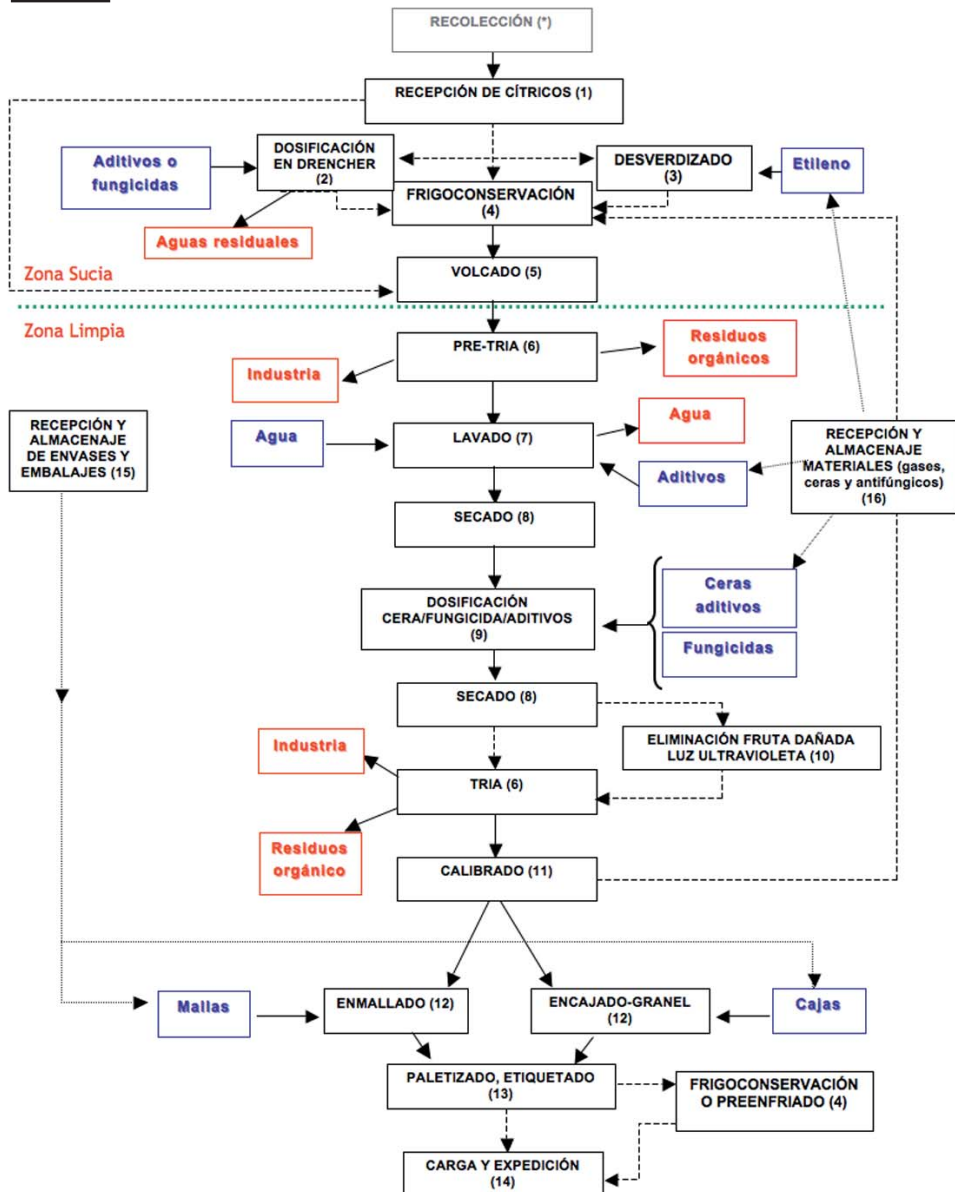 RECOLECCIÓN (*)
RECEPCIÓN DE CÍTRICOS (1)
Aditivos o
fungicidas
DOSIFICACIÓN
EN DRENCHER
(2)
DESVERDIZADO
(3)
Etileno
FRIGOCONSERVACIÓN
(4)
Aguas residuales
Zona Sucia
VOLCADO (5)
Zona Limpia
PRE-TRIA (6)
Residuos
orgánicos
Industria
RECEPCIÓN Y
ALMACENAJE
DE ENVASES Y
EMBALAJES (15)
Agua
LAVADO (7)
Agua
Aditivos
RECEPCIÓN Y
ALMACENAJE
MATERIALES (gases,
ceras y antifúngicos)
(16)
SECADO (8)
DOSIFICACIÓN
CERA/FUNGICIDA/ADITIVOS
(9)
Ceras
aditivos
Fungicidas
SECADO (8)
ELIMINACIÓN FRUTA DAÑADA
LUZ ULTRAVIOLETA (10)
Industria
TRIA (6)
Residuos
orgánico
CALIBRADO (11)
Mallas
ENMALLADO (12)
ENCAJADO-GRANEL
(12)
Cajas
PALETIZADO, ETIQUETADO
(13)
FRIGOCONSERVACIÓN
O PREENFRIADO (4)
CARGA Y EXPEDICIÓN
(14)